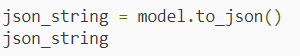 json_string = model.to_json()
json_string